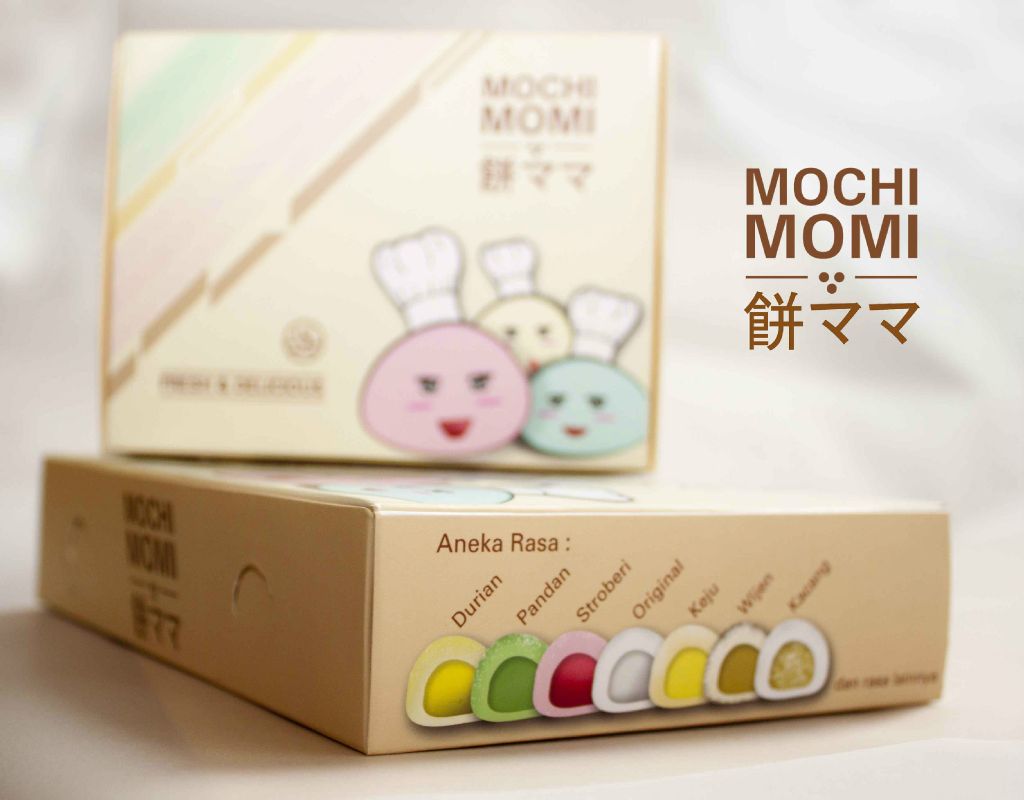 MOCHI
MOMI
餅ママ
MOCHI
MOMI
餅ママ
FRESH & DELICIOUS
MOCHI
MOMI
餅ママ
Aneka Rasa :
Durian
Pandan
Stroberi
Original
Keju
Wijen
Kacang
dan rasa lainnya